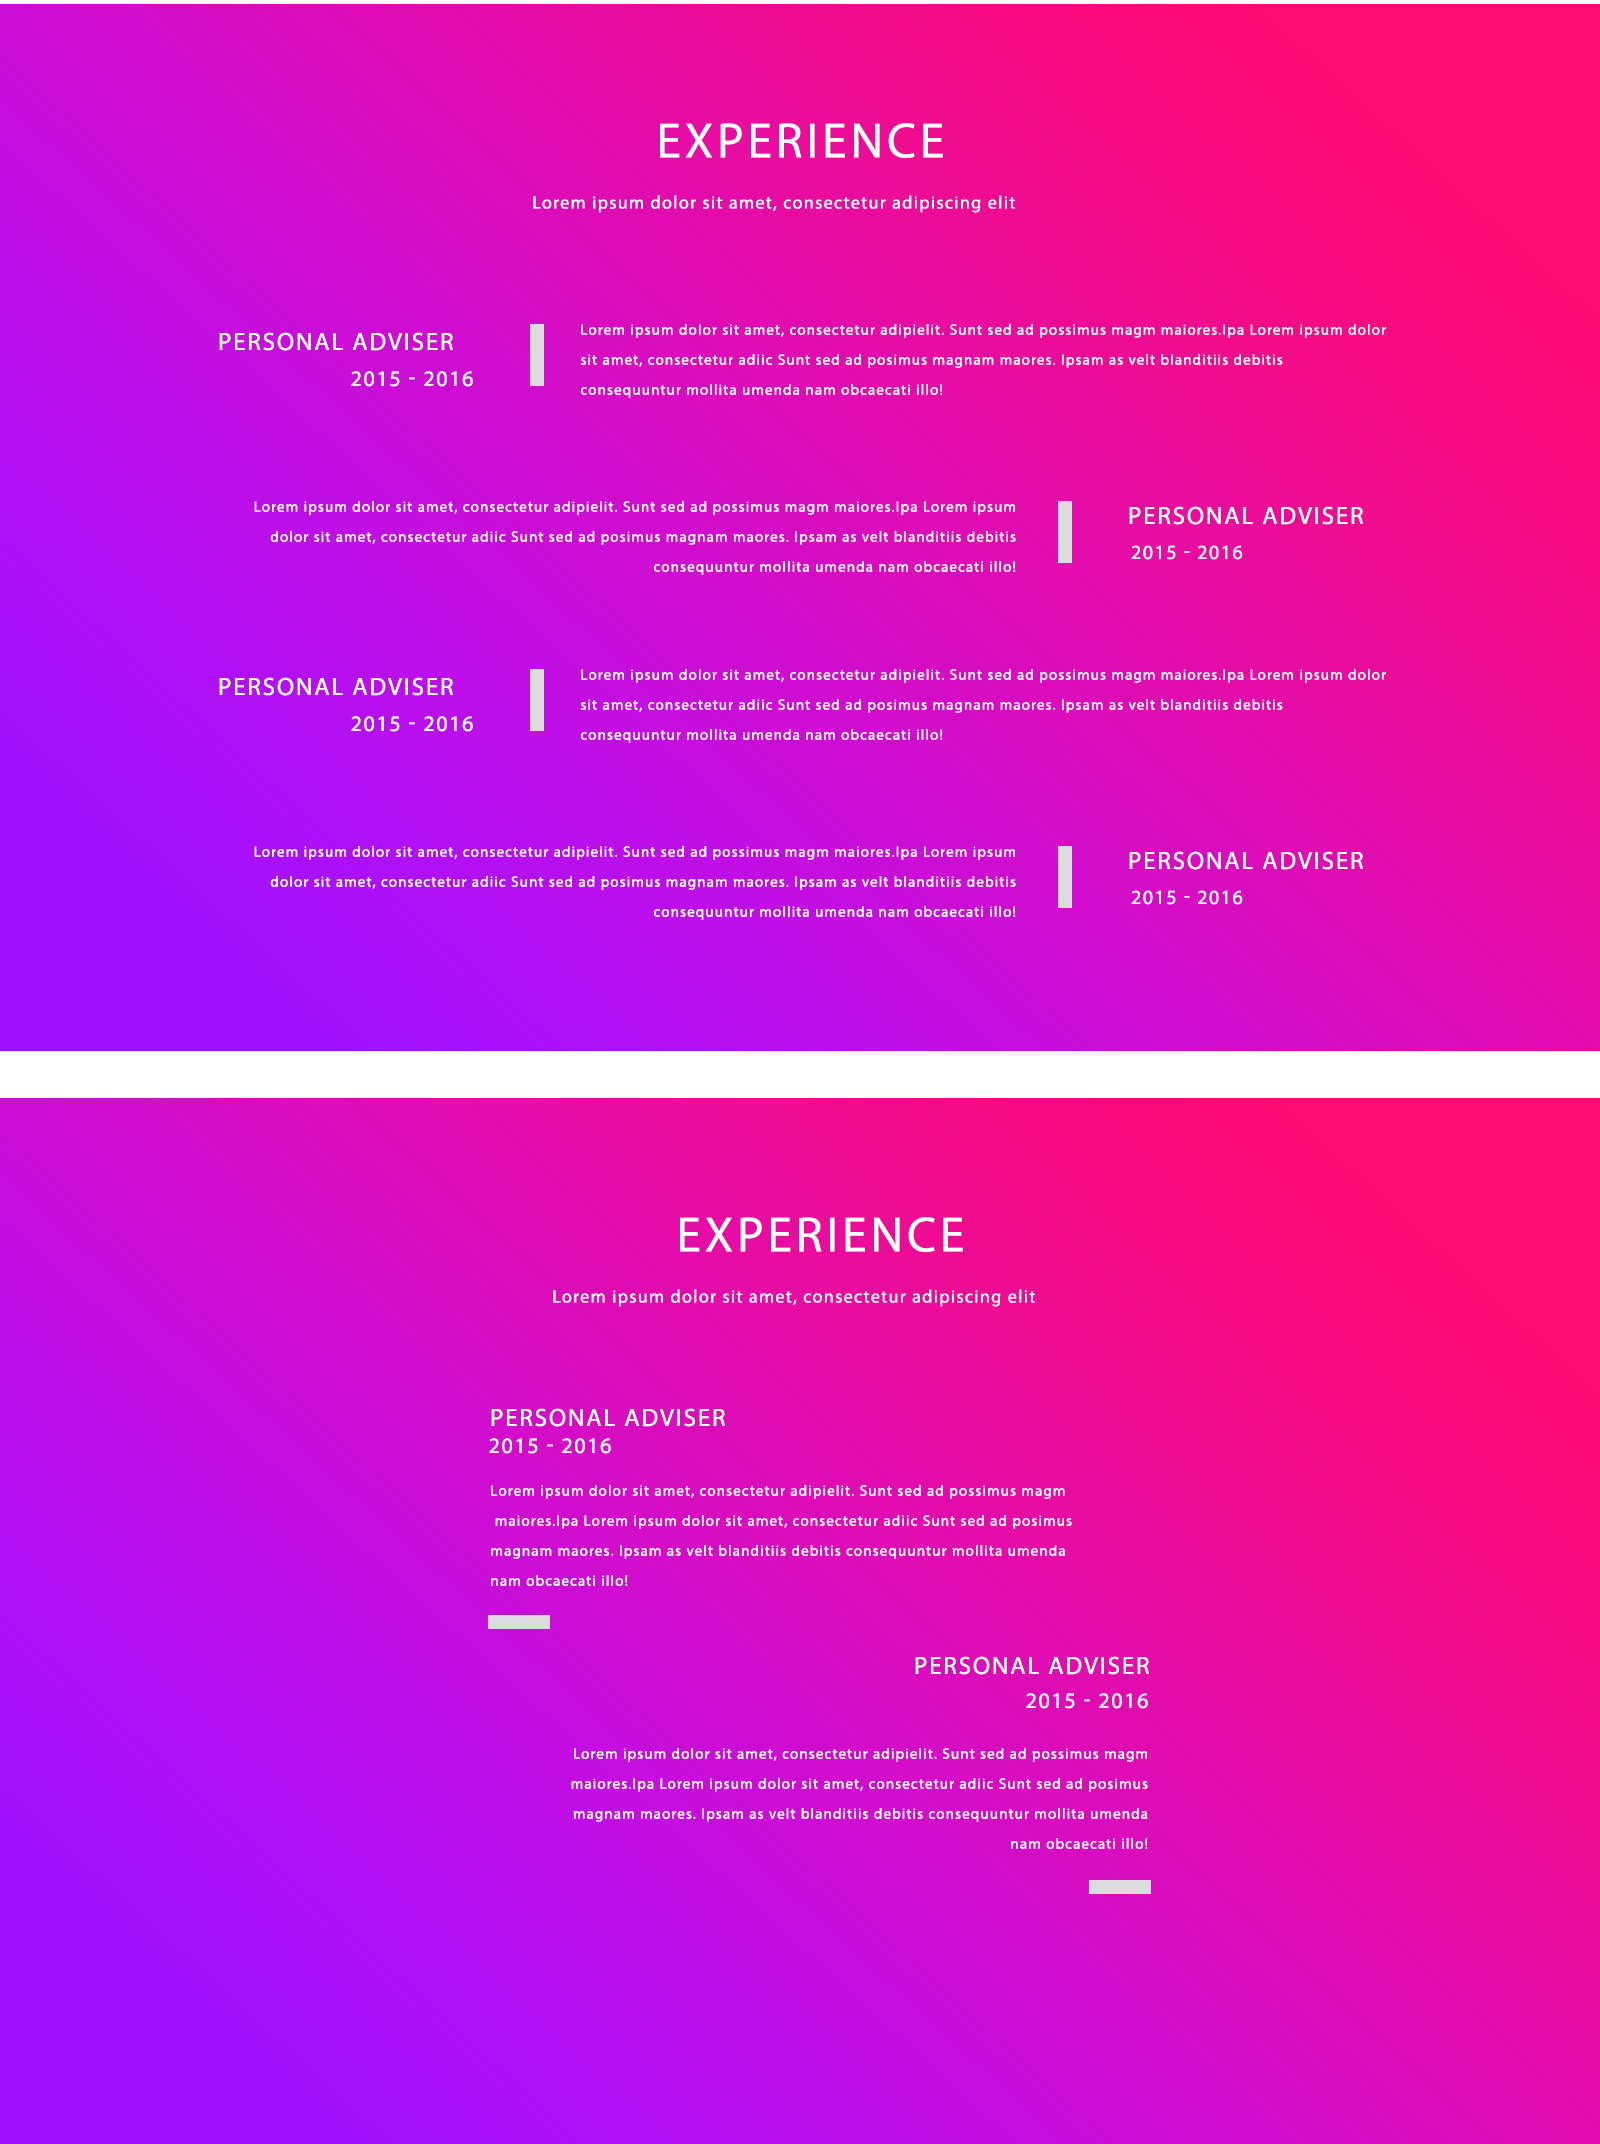 EXPERIENCE
Lorem ipsum dolor sit amet, consectetur adipiscing elit
PERSONAL ADVISER
2015 - 2016
Lorem ipsum dolor sit amet, consectetur adipielit. Sunt sed ad possimus magm maiores.Ipa Lorem ipsum dolor
sit amet, consectetur adiic Sunt sed ad posimus magnam maores. Ipsam as velt blanditiis debitis
consequuntur mollita umenda nam obcaecati illo!
Lorem ipsum dolor sit amet, consectetur adipielit. Sunt sed ad possimus magm maiores.Ipa Lorem ipsum
dolor sit amet, consectetur adiic Sunt sed ad posimus magnam maores. Ipsam as velt blanditiis debitis
consequuntur mollita umenda nam obcaecati illo!
PERSONAL ADVISER
2015 - 2016
PERSONAL ADVISER
2015 - 2016
Lorem ipsum dolor sit amet, consectetur adipielit. Sunt sed ad possimus magm maiores.Ipa Lorem ipsum dolor
sit amet, consectetur adiic Sunt sed ad posimus magnam maores. Ipsam as velt blanditiis debitis
consequuntur mollita umenda nam obcaecati illo!
Lorem ipsum dolor sit amet, consectetur adipielit. Sunt sed ad possimus magm maiores.Ipa Lorem ipsum
dolor sit amet, consectetur adiic Sunt sed ad posimus magnam maores. Ipsam as velt blanditiis debitis
consequuntur mollita umenda nam obcaecati illo!
PERSONAL ADVISER
2015 - 2016
EXPERIENCE
Lorem ipsum dolor sit amet, consectetur adipiscing elit
PERSONAL ADVISER
2015 - 2016
Lorem ipsum dolor sit amet, consectetur adipielit. Sunt sed ad possimus magm
maiores.Ipa Lorem ipsum dolor sit amet, consectetur adiic Sunt sed ad posimus
magnam maores. Ipsam as velt blanditiis debitis consequuntur mollita umenda
nam obcaecati illo!
PERSONAL ADVISER
2015 - 2016
Lorem ipsum dolor sit amet, consectetur adipielit. Sunt sed ad possimus magm
maiores.Ipa Lorem ipsum dolor sit amet, consectetur adiic Sunt sed ad posimus
magnam maores. Ipsam as velt blanditiis debitis consequuntur mollita umenda
nam obcaecati illo!